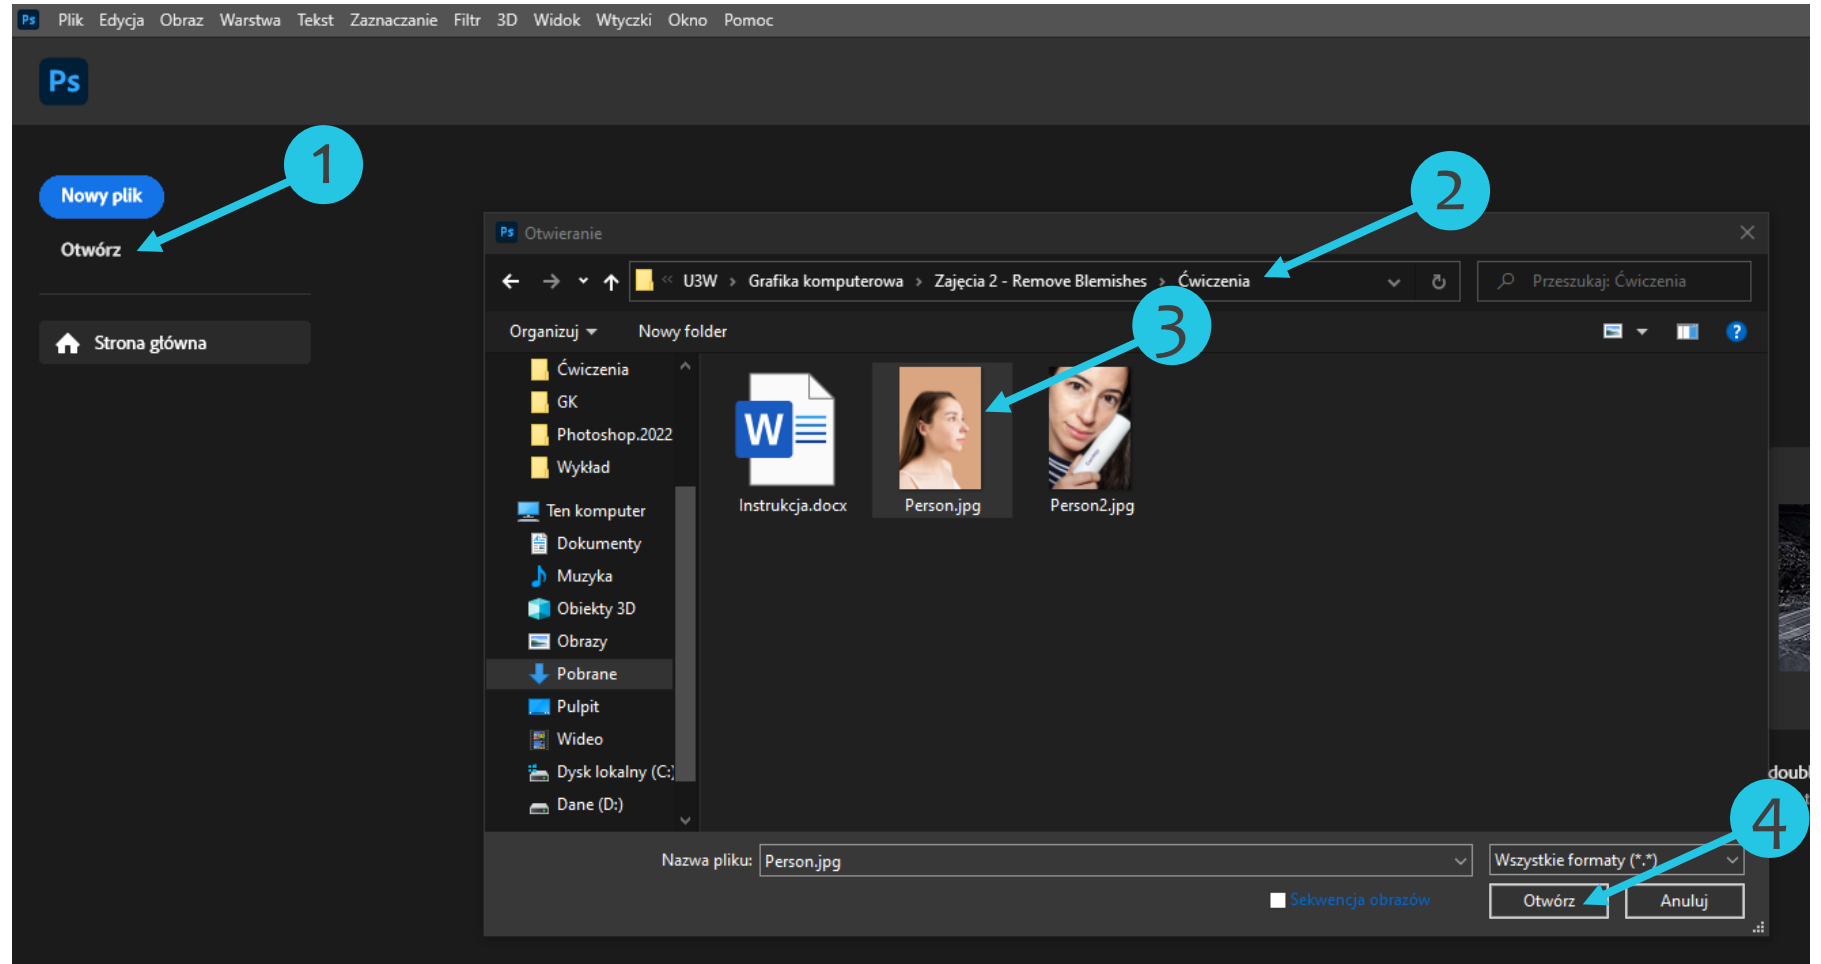 Ps Plik Edycja Obraz Warstwa Tekst Zaznaczanie Filtr 3D Widok Wtyczki Okno Pomoc
Ps
1
Nowy plik
Otwórz
Strona główna
2
Ps Otwieranie
« U3W > Grafika komputerowa > Zajęcia 2 - Remove Blemishes > Ćwiczenia
Przeszukaj: Ćwiczenia
Organizuj
Nowy folder
3
?
Ćwiczenia
GK
Photoshop.2022
Wykład
Ten komputer
Dokumenty
Muzyka
Obiekty 3D
Obrazy
Pobrane
Pulpit
Wideo
Dysk lokalny (C:)
Dane (D:)
W
Instrukcja.docx
Person.jpg
Person2.jpg
doubl
4
Nazwa pliku: Person.jpg
Wszystkie formaty (*.*)
Sekwencja obrazów
Otwórz
Anuluj